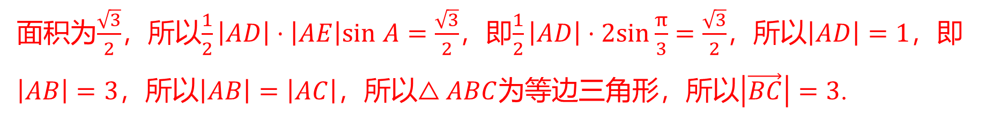 面积为$\frac{\sqrt{3}}{2}$，所以$\frac{1}{2}|AD|\cdot|AE|\sin A=\frac{\sqrt{3}}{2}$，即$\frac{1}{2}|AD|\cdot 2\sin\frac{\pi}{3}=\frac{\sqrt{3}}{2}$，所以$|AD|=1$，即
$|AB|=3$，所以$|AB|=|AC|$，所以$\triangle ABC$为等边三角形，所以$|\overrightarrow{BC}|=3$.